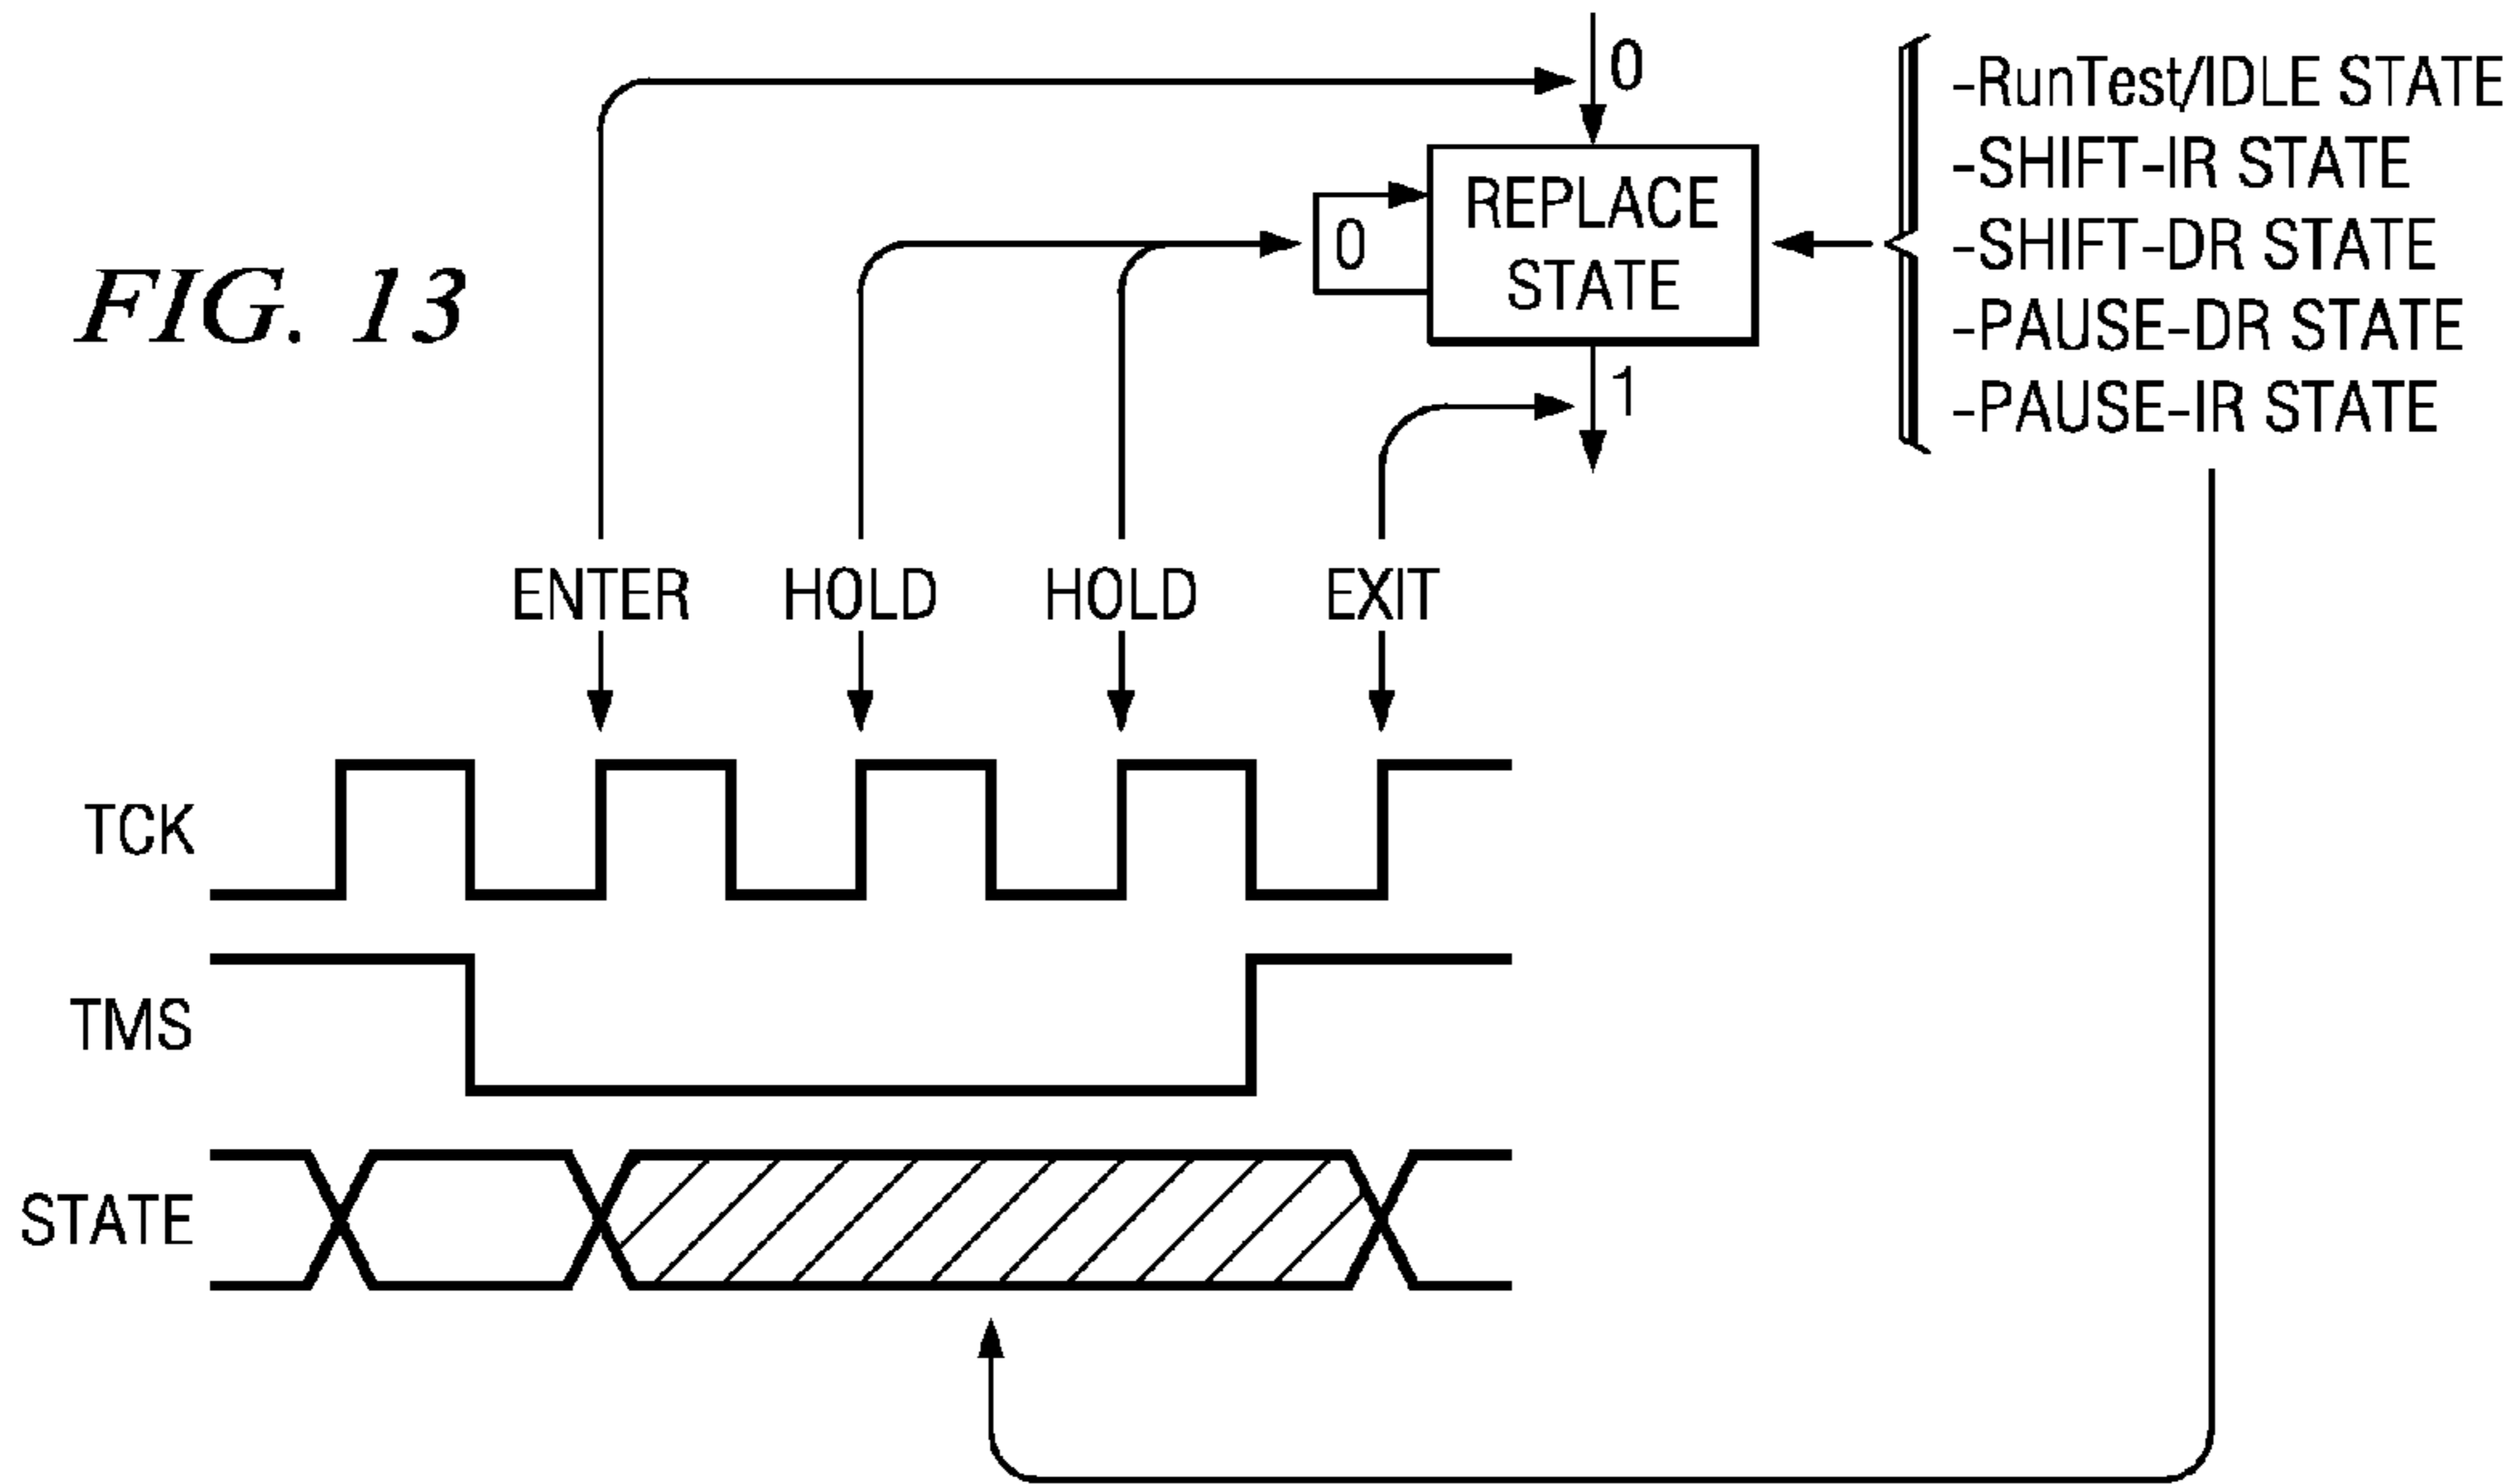 FIG. 13
0
0
REPLACE
STATE
1
-RunTest/IDLE STATE
-SHIFT-IR STATE
-SHIFT-DR STATE
-PAUSE-DR STATE
-PAUSE-IR STATE
ENTER HOLD HOLD EXIT
TCK
TMS
STATE